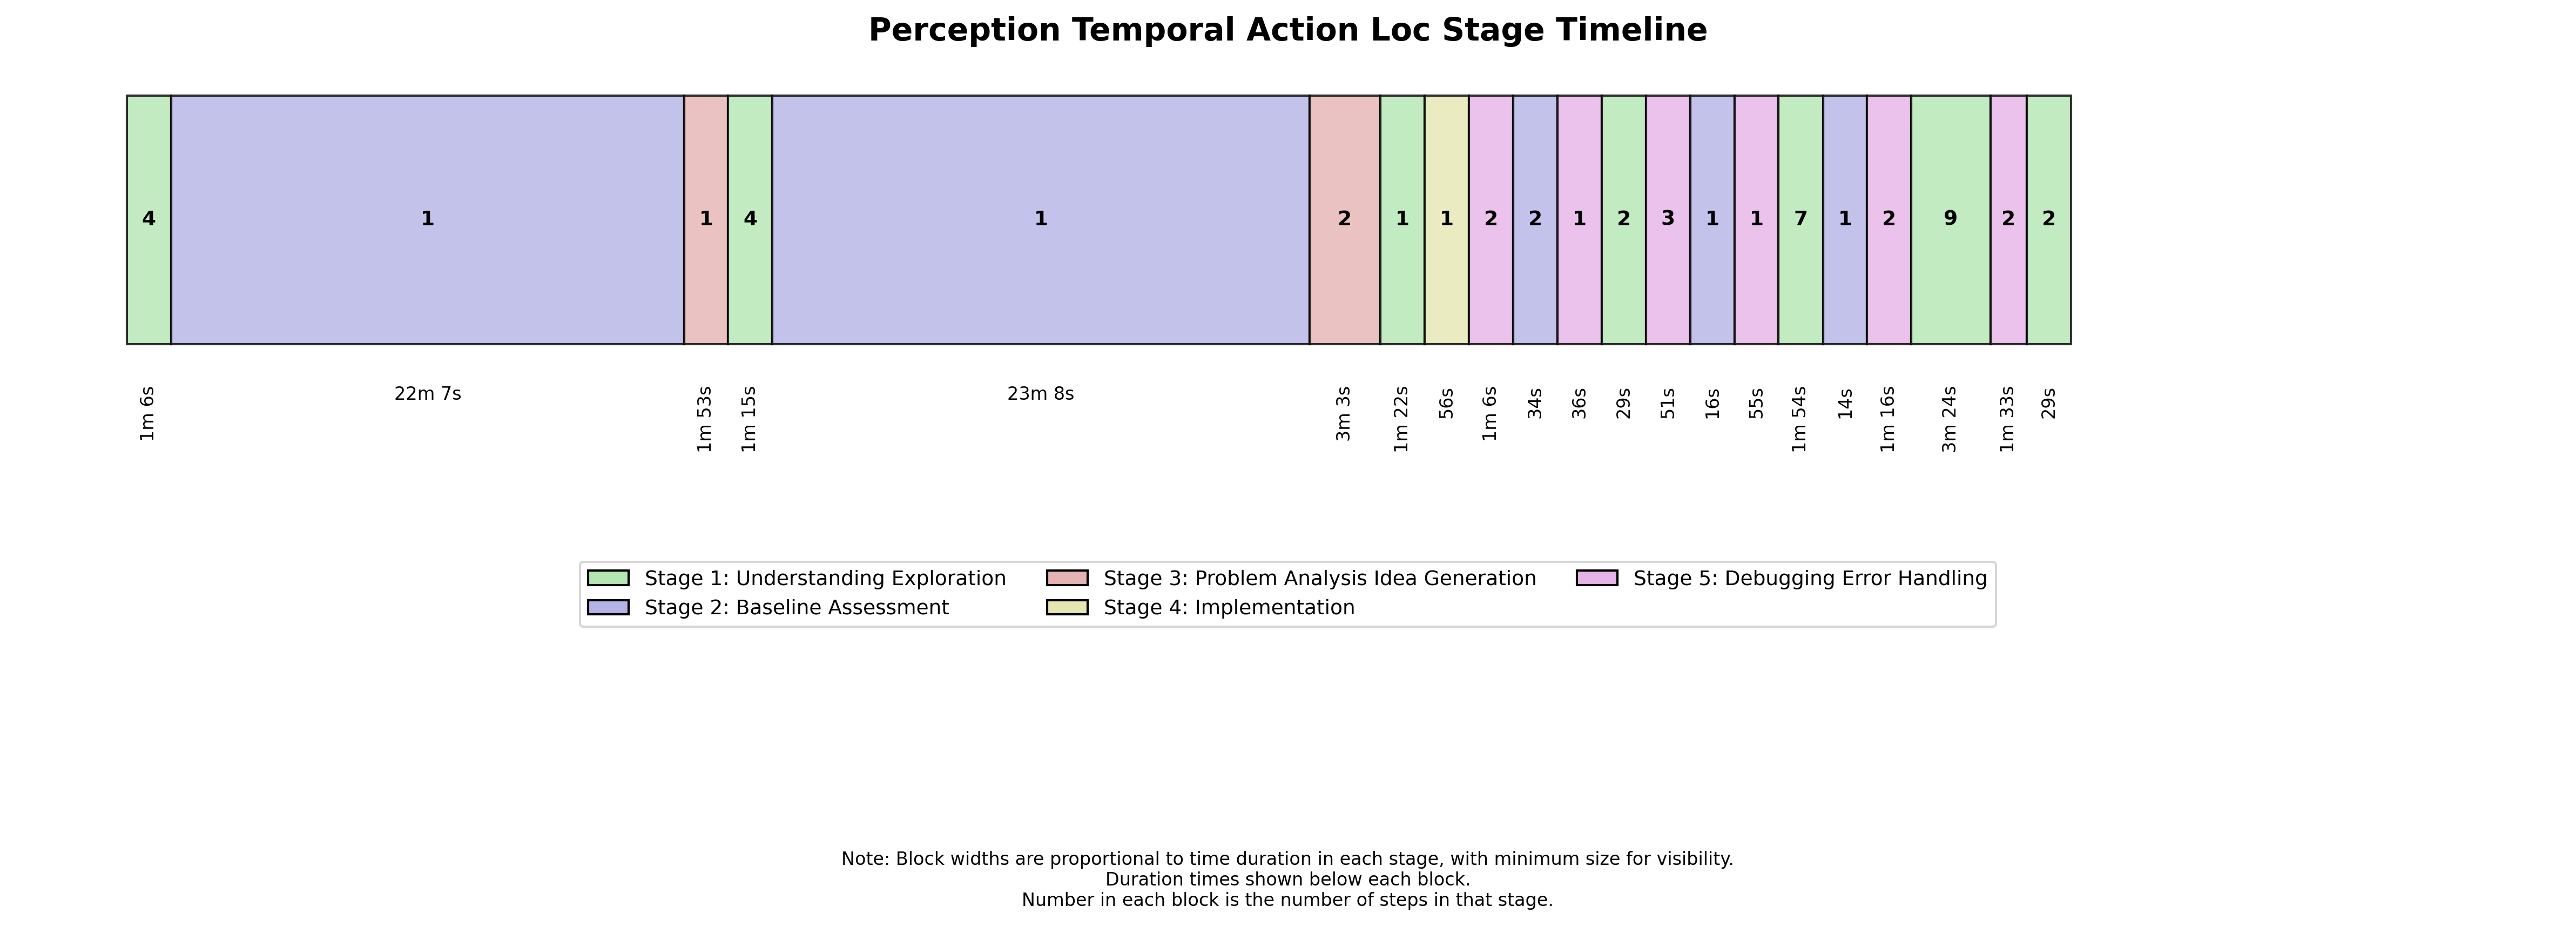 Perception Temporal Action Loc Stage Timeline
4 1 1 4 1 2 1 1 2 2 1 2 3 1 1 7 1 2 9 2 2
1m 6s 22m 7s 1m 53s 1m 15s 23m 8s 3m 3s 1m 22s 56s 1m 6s 34s 36s 29s 51s 16s 55s 1m 54s 14s 1m 16s 3m 24s 1m 33s 29s
Stage 1: Understanding Exploration
Stage 2: Baseline Assessment
Stage 3: Problem Analysis Idea Generation
Stage 4: Implementation
Stage 5: Debugging Error Handling
Note: Block widths are proportional to time duration in each stage, with minimum size for visibility.
Duration times shown below each block.
Number in each block is the number of steps in that stage.